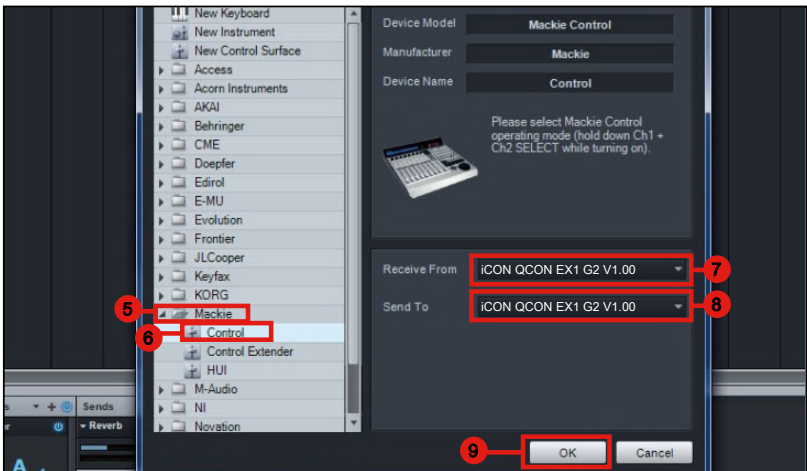 New Keyboard
New Instrument
New Control Surface
Access
Acorn Instruments
AKAI
Behringer
CME
Doepfer
Edirol
E-MU
Evolution
Frontier
JLCooper
Keyfax
KORG
5 Mackie
6 Control
Control Extender
HUI
M-Audio
NI
Novation
Device Model Mackie Control
Manufacturer Mackie
Device Name Control
Please select Mackie Control
operating mode (hold down Ch1 +
Ch2 SELECT while turning on).
Receive From iCON QCON EX1 G2 V1.00 7
Send To iCON QCON EX1 G2 V1.00 8
9 OK Cancel
Sends
Reverb
A